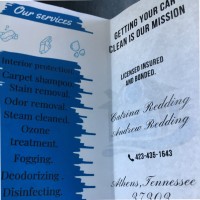 Our services
Interior protection.
Carpet shampoo.
Stain removal.
Odor removal.
Steam cleaned.
Ozone
treatment.
Fogging.
Deodorizing .
Disinfecting.
GETTING YOUR CAR
CLEAN IS OUR MISSION
LICENSED INSURED
AND BONDED.
Catrina Redding
Andrew Redding
423-435-1643
Athens, Tennessee
37303